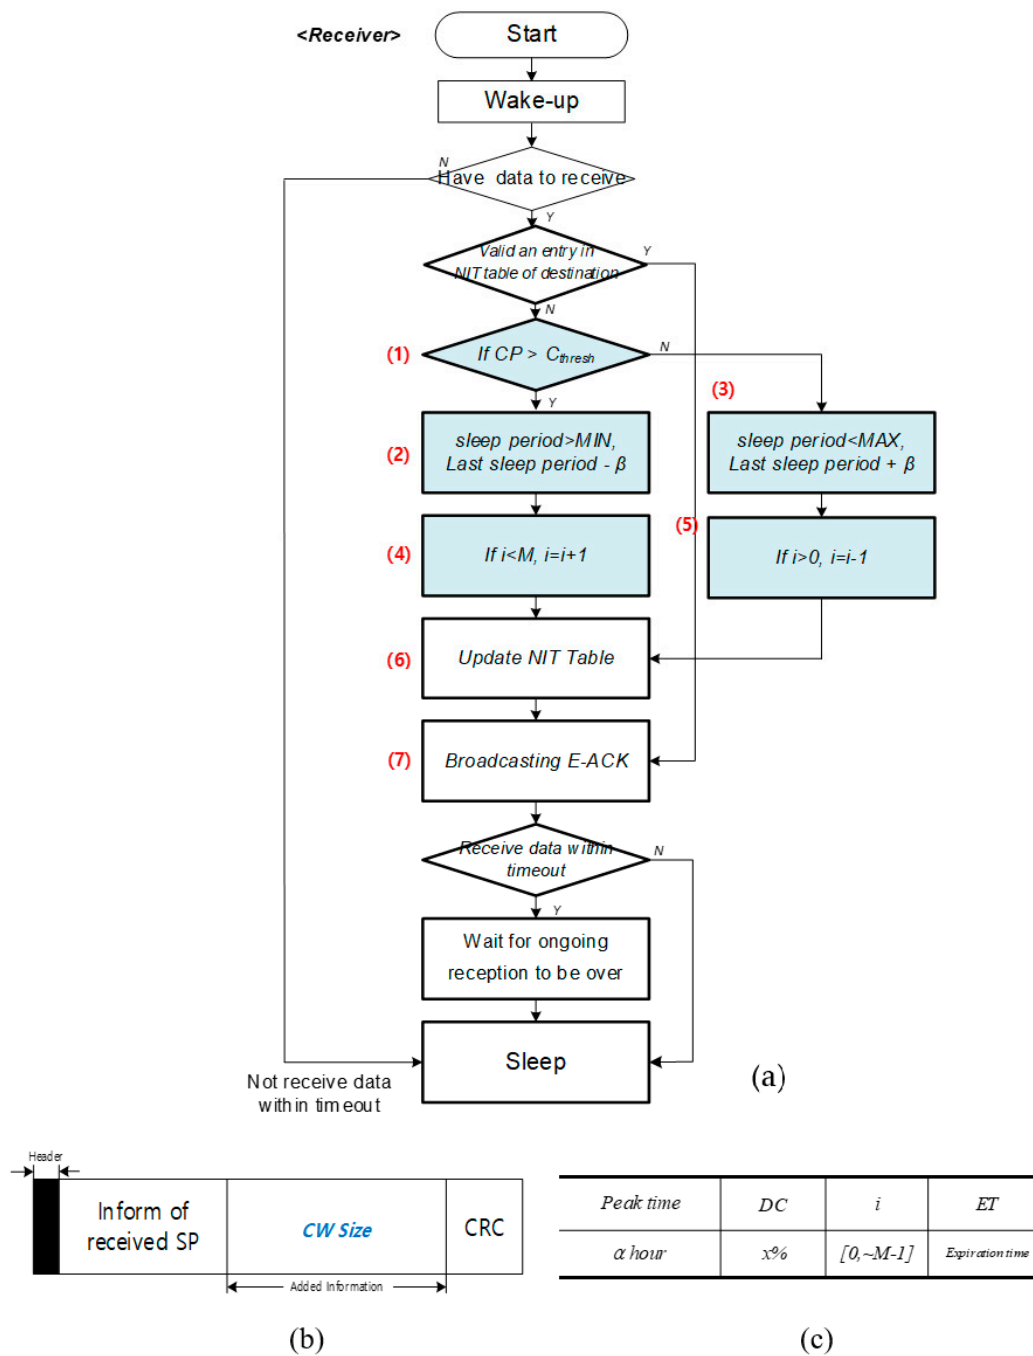 <Receiver>
Start
Wake-up
N
Have data to receive
Y
Valid an entry in
NIT table of destination
Y
N
(1)
If CP > Cthresh
N
Y
(3)
(2)
sleep period>MIN,
Last sleep period - β
sleep period<MAX,
Last sleep period + β
(4)
If i<M, i=i+1
(5)
If i>0, i=i-1
(6)
Update NIT Table
(7)
Broadcasting E-ACK
Receive data within
timeout
N
Y
Wait for ongoing
reception to be over
Sleep
Not receive data
within timeout
(a)
Header
Inform of
received SP
CW Size
CRC
Added Information
(b)
Peak time DC i ET
α hour x% [0,~M-1] Expiration time
(c)